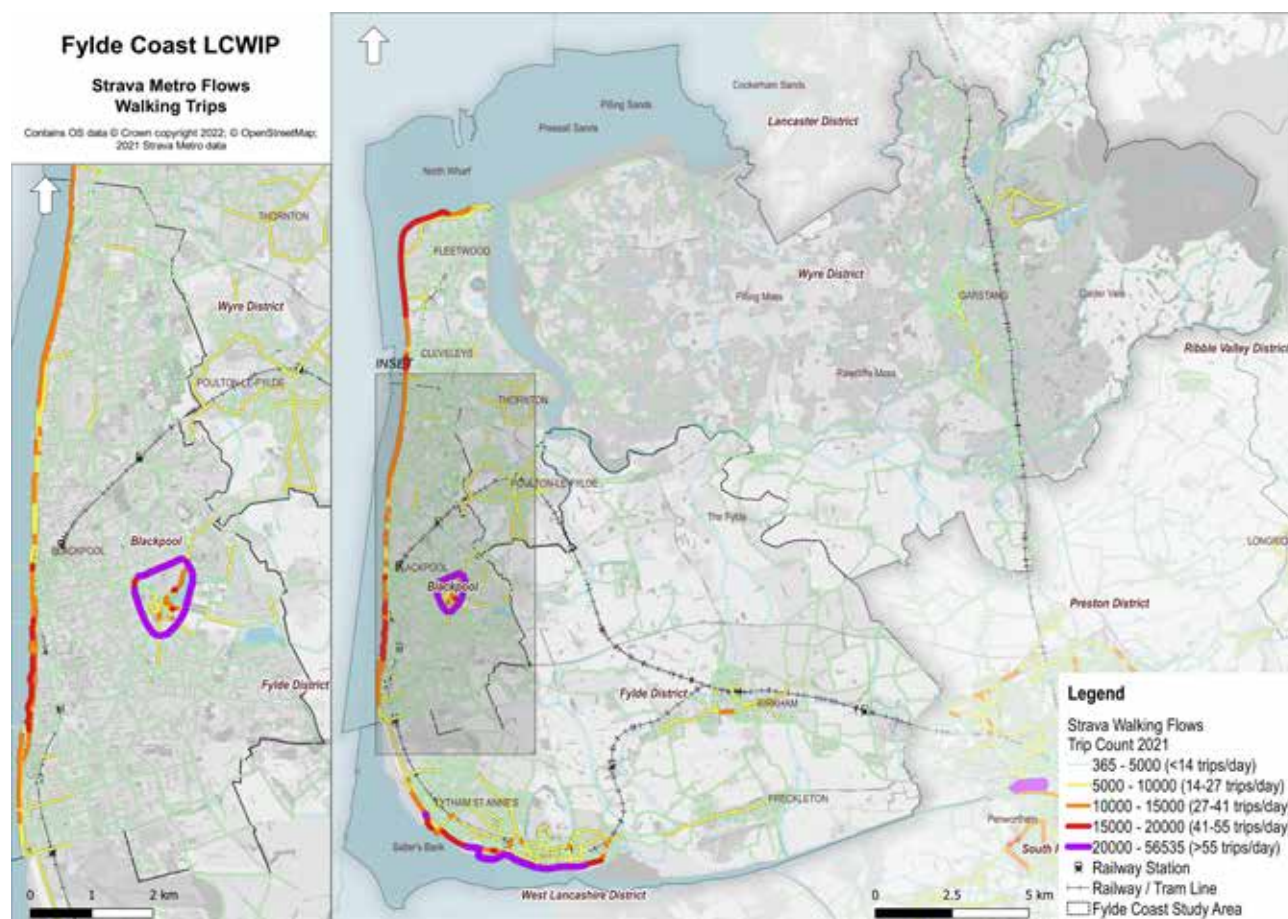 Fylde Coast LCWIP
Strava Metro Flows
Walking Trips
Contains OS data © Crown copyright 2022; © OpenStreetMap;
2021 Strava Metro data
THORNTON
Wyre District
POULTON-LE-FYLDE
BLACKPOOL
Blackpool
Fylde District
0 1 2 km
Cockerham Sands
Pilling Sands
Lancaster District
Preesall Sands
North Wharf
FLEETWOOD
Wyre District
Pilling Moss
GARSTANG
Calder Vale
Ribble Valley District
CLEVELEYS
INSET
Rawcliffe Moss
THORNTON
POULTON-LE-FYLDE
The Fylde
LONGRID
BLACKPOOL
Blackpool
Preston District
Fylde District
KIRKHAM
LYTHAM ST ANNE'S
FRECKLETON
Salter's Bank
West Lancashire District
Penwortham
South
0 2.5 5 km
Legend
Strava Walking Flows
Trip Count 2021
365 - 5000 (<14 trips/day)
5000 - 10000 (14-27 trips/day)
10000 - 15000 (27-41 trips/day
15000 - 20000 (41-55 trips/day
20000 - 56535 (>55 trips/day)
Railway Station
Railway / Tram Line
Fylde Coast Study Area